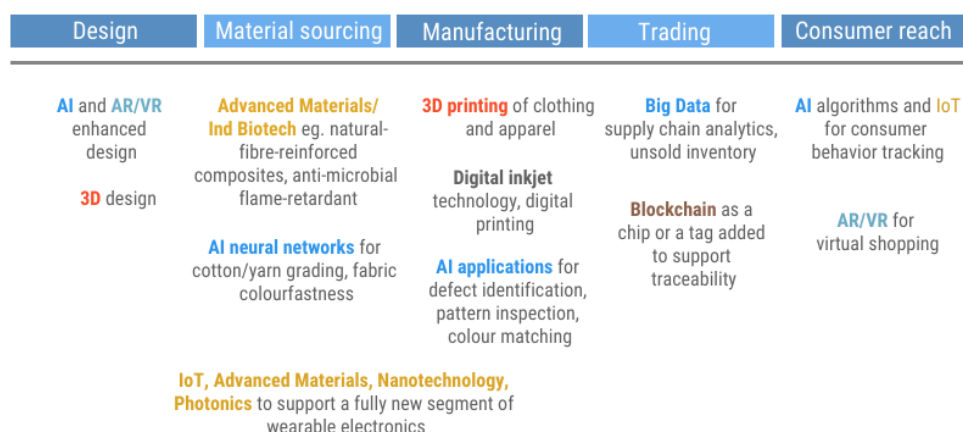 Design
Material sourcing
Manufacturing
Trading
Consumer reach
AI and AR/VR
enhanced
design
3D design
Advanced Materials/
Ind Biotech eg. natural-
fibre-reinforced
composites, anti-microbial
flame-retardant
AI neural networks for
cotton/yarn grading, fabric
colourfastness
3D printing of clothing
and apparel
Digital inkjet
technology, digital
printing
AI applications for
defect identification,
pattern inspection,
colour matching
Big Data for
supply chain analytics,
unsold inventory
Blockchain as a
chip or a tag added
to support
traceability
AI algorithms and IoT
for consumer
behavior tracking
AR/VR for
virtual shopping
IoT, Advanced Materials, Nanotechnology,
Photonics to support a fully new segment of
wearable electronics